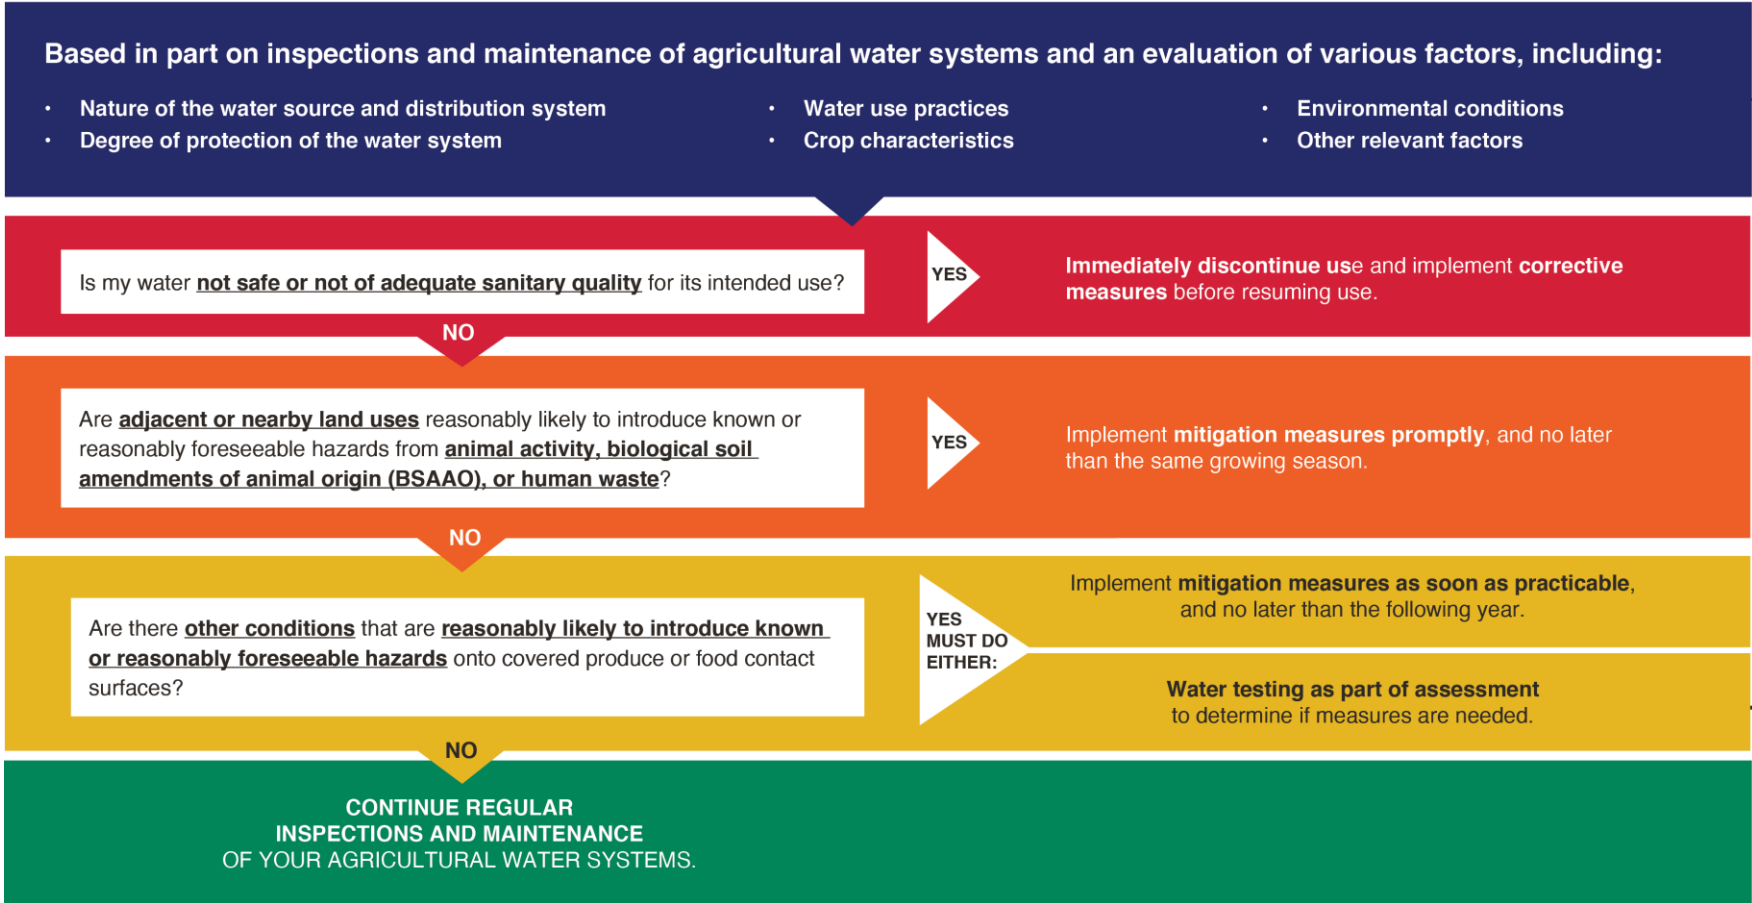 Based in part on inspections and maintenance of agricultural water systems and an evaluation of various factors, including:
• Nature of the water source and distribution system
• Degree of protection of the water system
• Water use practices
• Crop characteristics
• Environmental conditions
• Other relevant factors
Is my water not safe or not of adequate sanitary quality for its intended use?
YES
Immediately discontinue use and implement corrective
measures before resuming use.
NO
Are adjacent or nearby land uses reasonably likely to introduce known or
reasonably foreseeable hazards from animal activity, biological soil
amendments of animal origin (BSAAO), or human waste?
YES
Implement mitigation measures promptly, and no later
than the same growing season.
NO
Are there other conditions that are reasonably likely to introduce known
or reasonably foreseeable hazards onto covered produce or food contact
surfaces?
YES
MUST DO
EITHER:
Implement mitigation measures as soon as practicable,
and no later than the following year.
Water testing as part of assessment
to determine if measures are needed.
NO
CONTINUE REGULAR
INSPECTIONS AND MAINTENANCE
OF YOUR AGRICULTURAL WATER SYSTEMS.